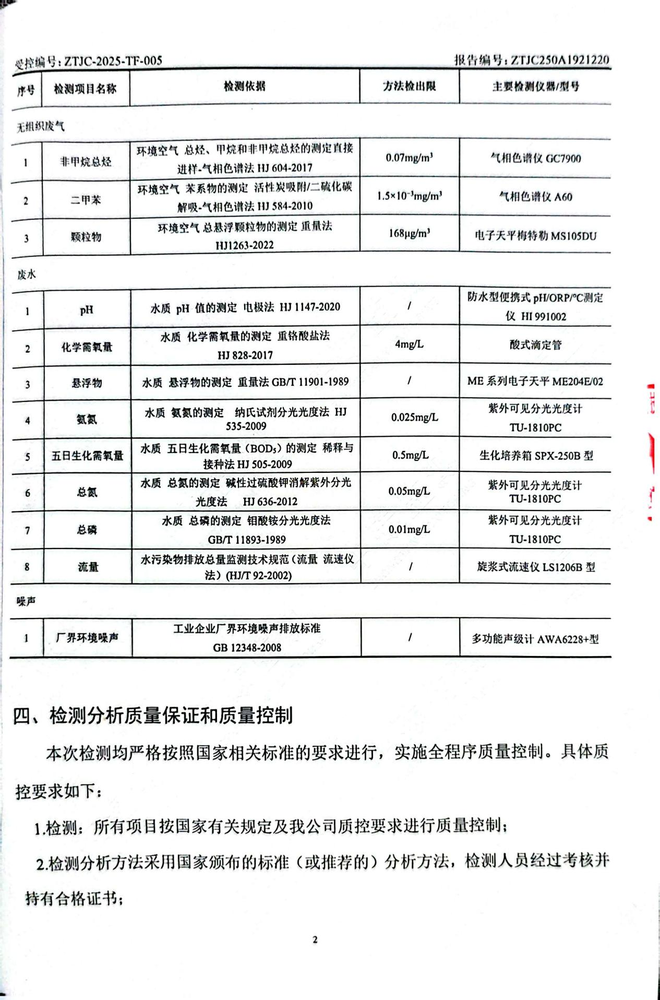 受控编号：ZTJC-2025-TF-005 报告编号：ZTJC250A1921220
序号 检测项目名称 检测依据 方法检出限 主要检测仪器/型号
无组织废气
1 非甲烷总烃 环境空气 总烃、甲烷和非甲烷总烃的测定直接 0.07mg/m³ 气相色谱仪 GC7900
进样-气相色谱法 HJ 604-2017
2 二甲苯 环境空气 苯系物的测定 活性炭吸附/二硫化碳 1.5×10⁻³mg/m³ 气相色谱仪 A60
解吸-气相色谱法 HJ 584-2010
3 颗粒物 环境空气 总悬浮颗粒物的测定 重量法 168μg/m³ 电子天平梅特勒 MS105DU
HJ1263-2022
废水
1 pH 水质 pH 值的测定 电极法 HJ 1147-2020 / 防水型便携式 pH/ORP/℃测定
仪 HI 991002
2 化学需氧量 水质 化学需氧量的测定 重铬酸盐法 4mg/L 酸式滴定管
HJ 828-2017
3 悬浮物 水质 悬浮物的测定 重量法 GB/T 11901-1989 / ME 系列电子天平 ME204E/02
4 氨氮 水质 氨氮的测定 纳氏试剂分光光度法 HJ 0.025mg/L 紫外可见分光光度计
535-2009 TU-1810PC
5 五日生化需氧量 水质 五日生化需氧量（BOD₅）的测定 稀释与 0.5mg/L 生化培养箱 SPX-250B 型
接种法 HJ 505-2009
6 总氮 水质 总氮的测定 碱性过硫酸钾消解紫外分光 0.05mg/L 紫外可见分光光度计
光度法 HJ 636-2012 TU-1810PC
7 总磷 水质 总磷的测定 钼酸铵分光光度法 0.01mg/L 紫外可见分光光度计
GB/T 11893-1989 TU-1810PC
8 流量 水污染物排放总量监测技术规范（流量 流速仪 / 旋浆式流速仪 LS1206B 型
法）(HJ/T 92-2002)
噪声
1 厂界环境噪声 工业企业厂界环境噪声排放标准 / 多功能声级计 AWA6228+型
GB 12348-2008
四、检测分析质量保证和质量控制
本次检测均严格按照国家相关标准的要求进行，实施全程序质量控制。具体质
控要求如下：
1.检测：所有项目按国家有关规定及我公司质控要求进行质量控制；
2.检测分析方法采用国家颁布的标准（或推荐的）分析方法，检测人员经过考核并
持有合格证书；
2